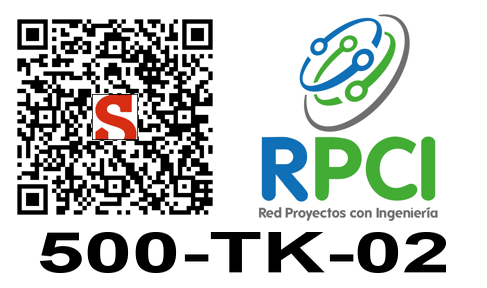 S
RPCI
Red Proyectos con Ingeniería
500-TK-02